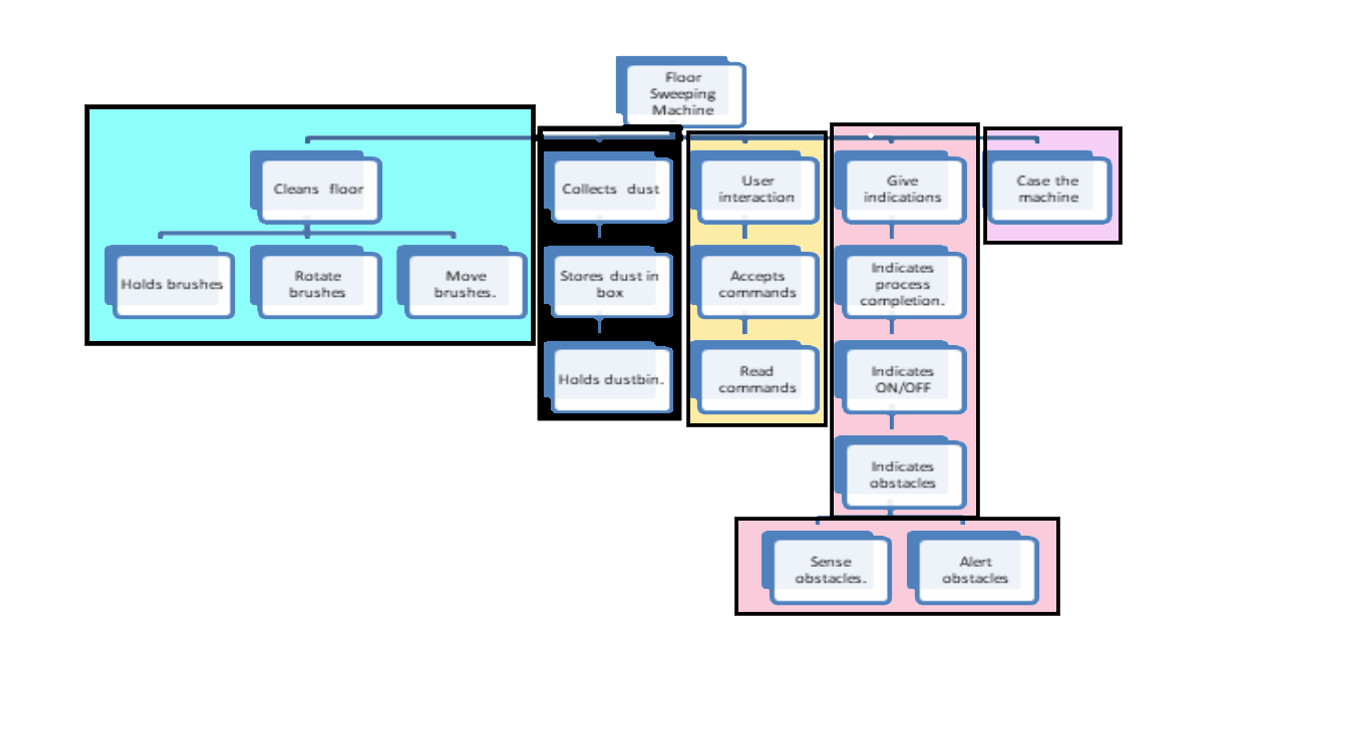 Floor
Sweeping
Machine
Cleans floor
Collects dust
User
interaction
Give
indications
Case the
machine
Holds brushes
Rotate
brushes
Move
brushes.
Stores dust in
box
Accepts
commands
Indicates
process
completion.
Holds dustbin.
Read
commands
Indicates
ON/OFF
Indicates
obstacles
Sense
obstacles.
Alert
obstacles